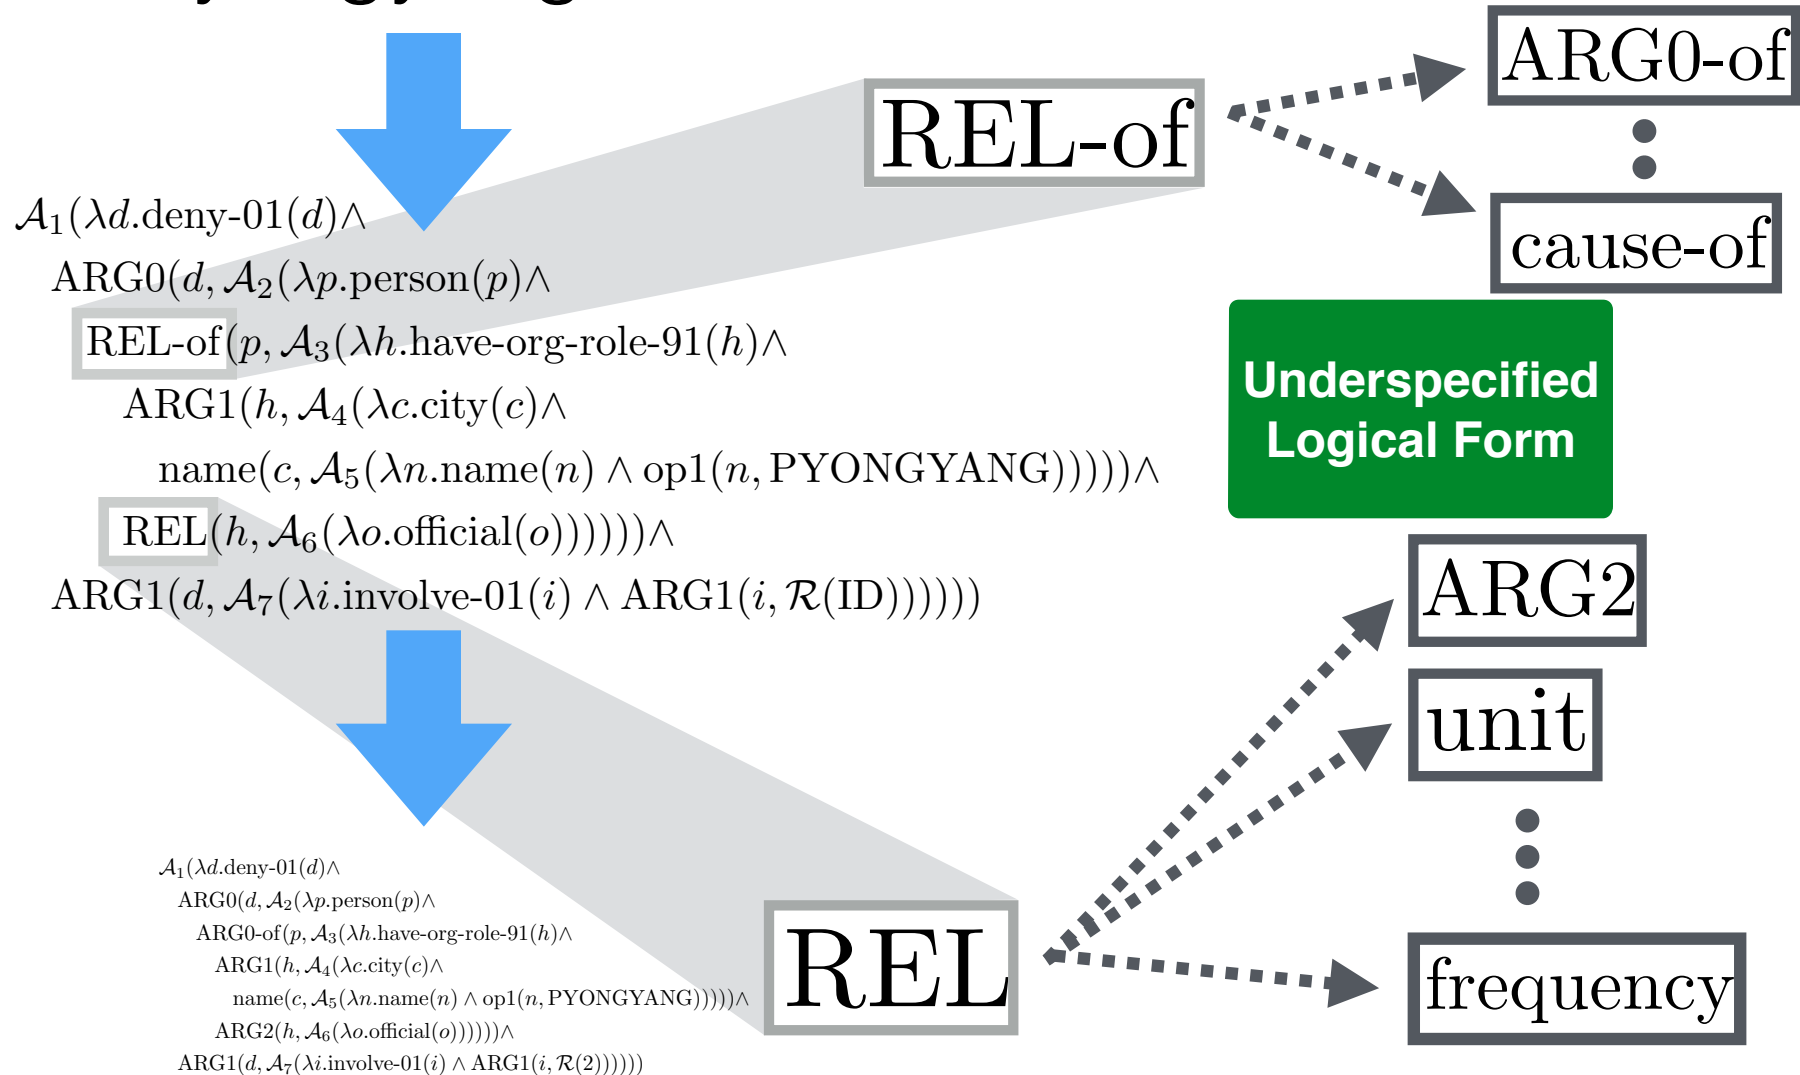 REL-of
ARG0-of
cause-of
𝒜₁(λd.deny-01(d)∧
ARG0(d, 𝒜₂(λp.person(p)∧
REL-of(p, 𝒜₃(λh.have-org-role-91(h)∧
ARG1(h, 𝒜₄(λc.city(c)∧
name(c, 𝒜₅(λn.name(n) ∧ op1(n, PYONGYANG)))))∧
REL(h, 𝒜₆(λo.official(o))))))∧
ARG1(d, 𝒜₇(λi.involve-01(i) ∧ ARG1(i, ℛ(ID))))))
Underspecified
Logical Form
ARG2
unit
frequency
REL
𝒜₁(λd.deny-01(d)∧
ARG0(d, 𝒜₂(λp.person(p)∧
ARG0-of(p, 𝒜₃(λh.have-org-role-91(h)∧
ARG1(h, 𝒜₄(λc.city(c)∧
name(c, 𝒜₅(λn.name(n) ∧ op1(n, PYONGYANG)))))∧
ARG2(h, 𝒜₆(λo.official(o))))))∧
ARG1(d, 𝒜₇(λi.involve-01(i) ∧ ARG1(i, ℛ(2))))))